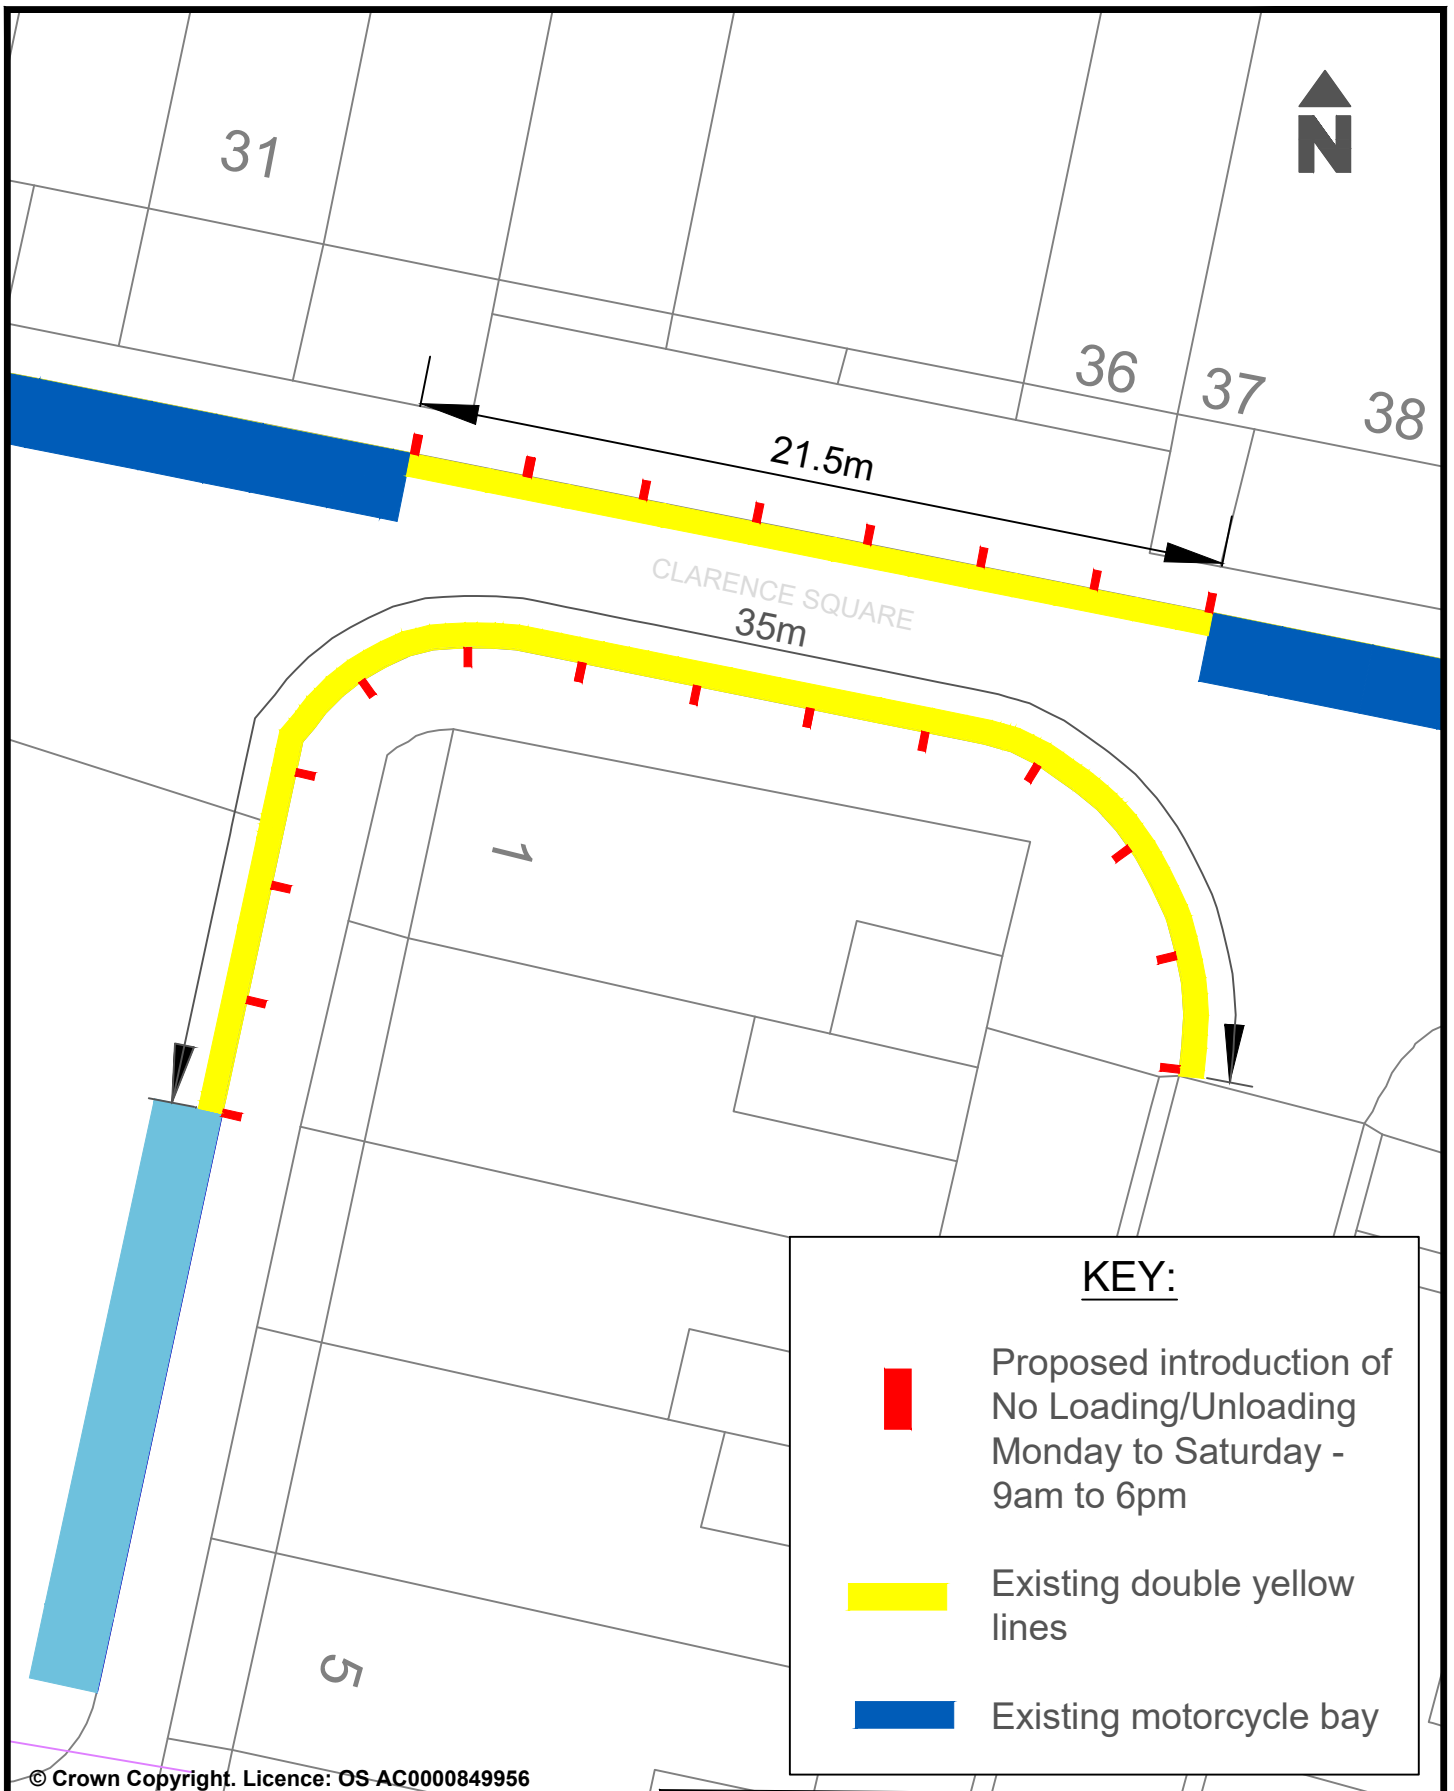 31
N
36
37
38
21.5m
CLARENCE SQUARE
35m
1
5
KEY:
Proposed introduction of
No Loading/Unloading
Monday to Saturday -
9am to 6pm
Existing double yellow
lines
Existing motorcycle bay
© Crown Copyright. Licence: OS AC0000849956